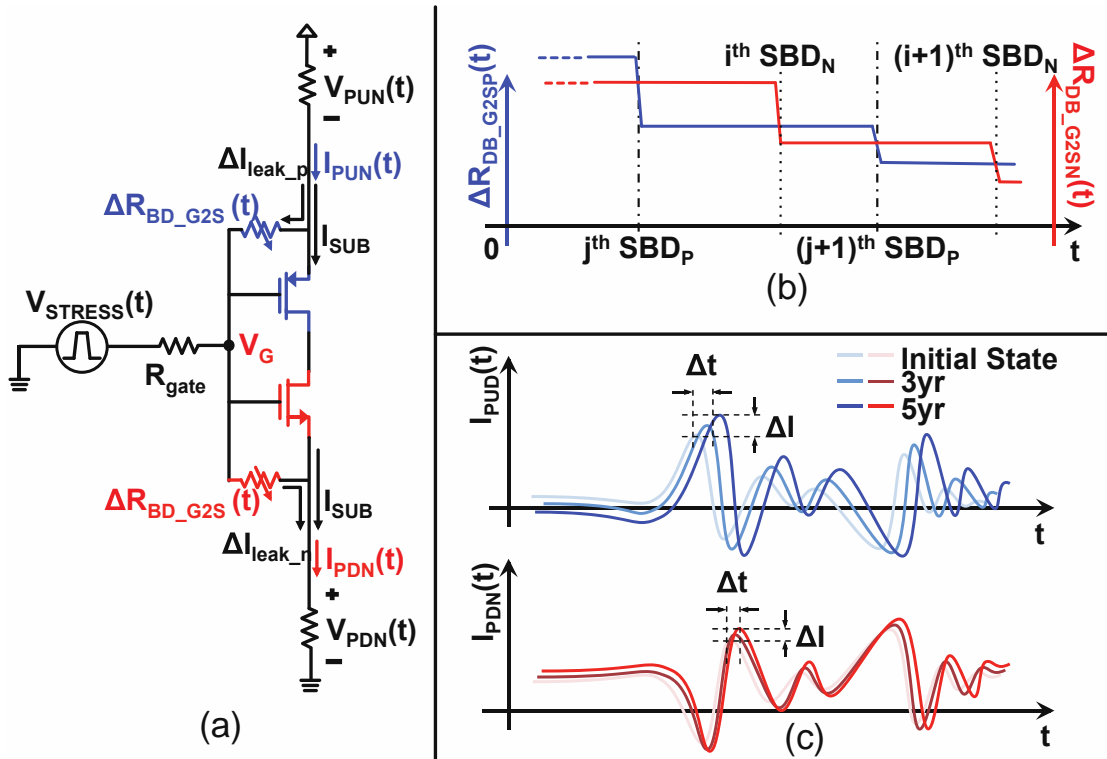 +
V_PUN(t)
−
ΔI_leak_p
I_PUN(t)
ΔR_BD_G2S(t)
I_SUB
V_STRESS(t)
V_G
R_gate
ΔR_BD_G2S(t)
I_SUB
ΔI_leak_n
I_PDN(t)
+
V_PDN(t)
−
(a)
ΔR_DB_G2SP(t)
i^th SBD_N
(i+1)^th SBD_N
ΔR_DB_G2SN(t)
0
j^th SBD_P
(j+1)^th SBD_P
t
(b)
I_PUD(t)
Δt
ΔI
Initial State
3yr
5yr
t
I_PDN(t)
Δt
ΔI
t
(c)